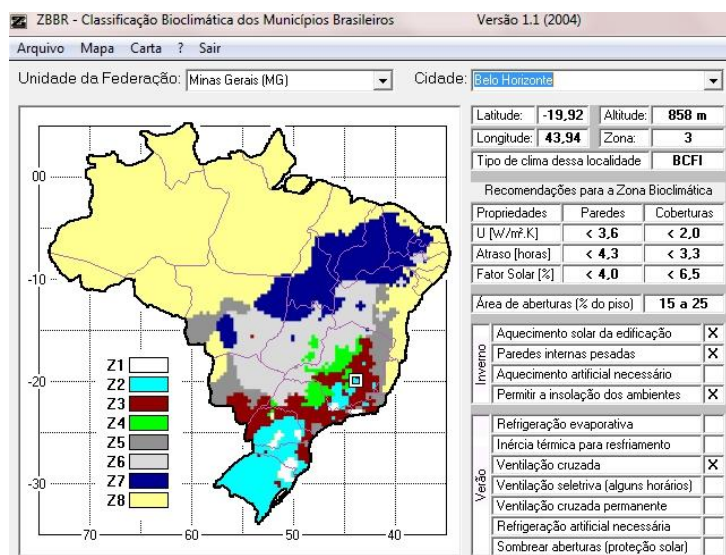 ZBBR - Classificação Bioclimática dos Municípios Brasileiros Versão 1.1 (2004)
Arquivo Mapa Carta ? Sair
Unidade da Federação: Minas Gerais (MG) Cidade: Belo Horizonte
Latitude: -19,92 Altitude: 858 m
Longitude: 43,94 Zona: 3
Tipo de clima dessa localidade BCFI
Recomendações para a Zona Bioclimática
Propriedades Paredes Coberturas
U [W/m².K] < 3,6 < 2,0
Atraso [horas] < 4,3 < 3,3
Fator Solar [%] < 4,0 < 6,5
Área de aberturas (% do piso) 15 a 25
Inverno
Aquecimento solar da edificação X
Paredes internas pesadas X
Aquecimento artificial necessário
Permitir a insolação dos ambientes X
Verão
Refrigeração evaporativa
Inércia térmica para resfriamento
Ventilação cruzada X
Ventilação seletriva (alguns horários)
Ventilação cruzada permanente
Refrigeração artificial necessária
Sombrear aberturas (proteção solar)
00
-10
-20
-30
Z1
Z2
Z3
Z4
Z5
Z6
Z7
Z8
70 60 50 40